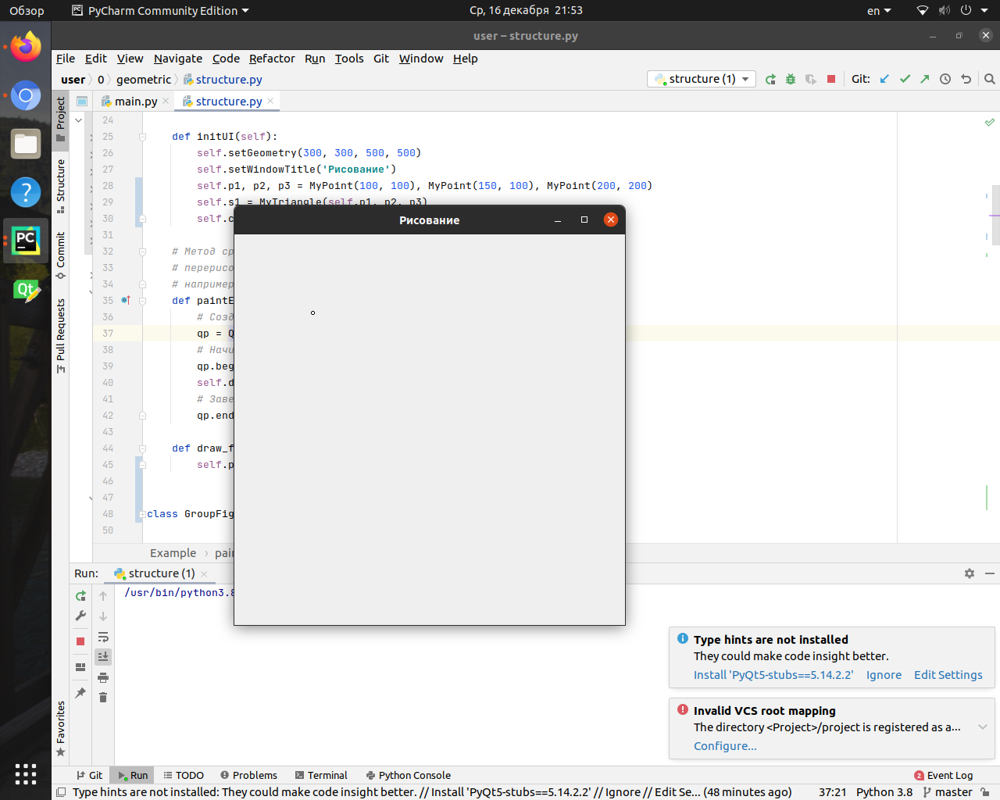 Обзор
PyCharm Community Edition
Ср, 16 декабря 21:53
en
user – structure.py
File Edit View Navigate Code Refactor Run Tools Git Window Help
user 0 geometric structure.py
structure (1)
Git:
main.py
structure.py
Project
Structure
Commit
Pull Requests
Favorites
24
25 def initUI(self):
26 self.setGeometry(300, 300, 500, 500)
27 self.setWindowTitle('Рисование')
28 self.p1, p2, p3 = MyPoint(100, 100), MyPoint(150, 100), MyPoint(200, 200)
29 self.s1 = MyTriangle(self.p1, p2, p3)
30 self.c
31
32 # Метод ср
33 # перерисо
34 # например
35 def paintE
36 # Созд
37 qp = Q
38 # Начи
39 qp.beg
40 self.d
41 # Заве
42 qp.end
43
44 def draw_f
45 self.p
46
47
48 class GroupFig
50
Рисование
Example › pai
Run: structure (1)
/usr/bin/python3.8
Type hints are not installed
They could make code insight better.
Install 'PyQt5-stubs==5.14.2.2' Ignore Edit Settings
Invalid VCS root mapping
The directory <Project>/project is registered as a...
Configure...
Git Run TODO Problems Terminal Python Console
2 Event Log
Type hints are not installed: They could make code insight better. // Install 'PyQt5-stubs==5.14.2.2' // Ignore // Edit Se... (48 minutes ago)
37:21 Python 3.8 master